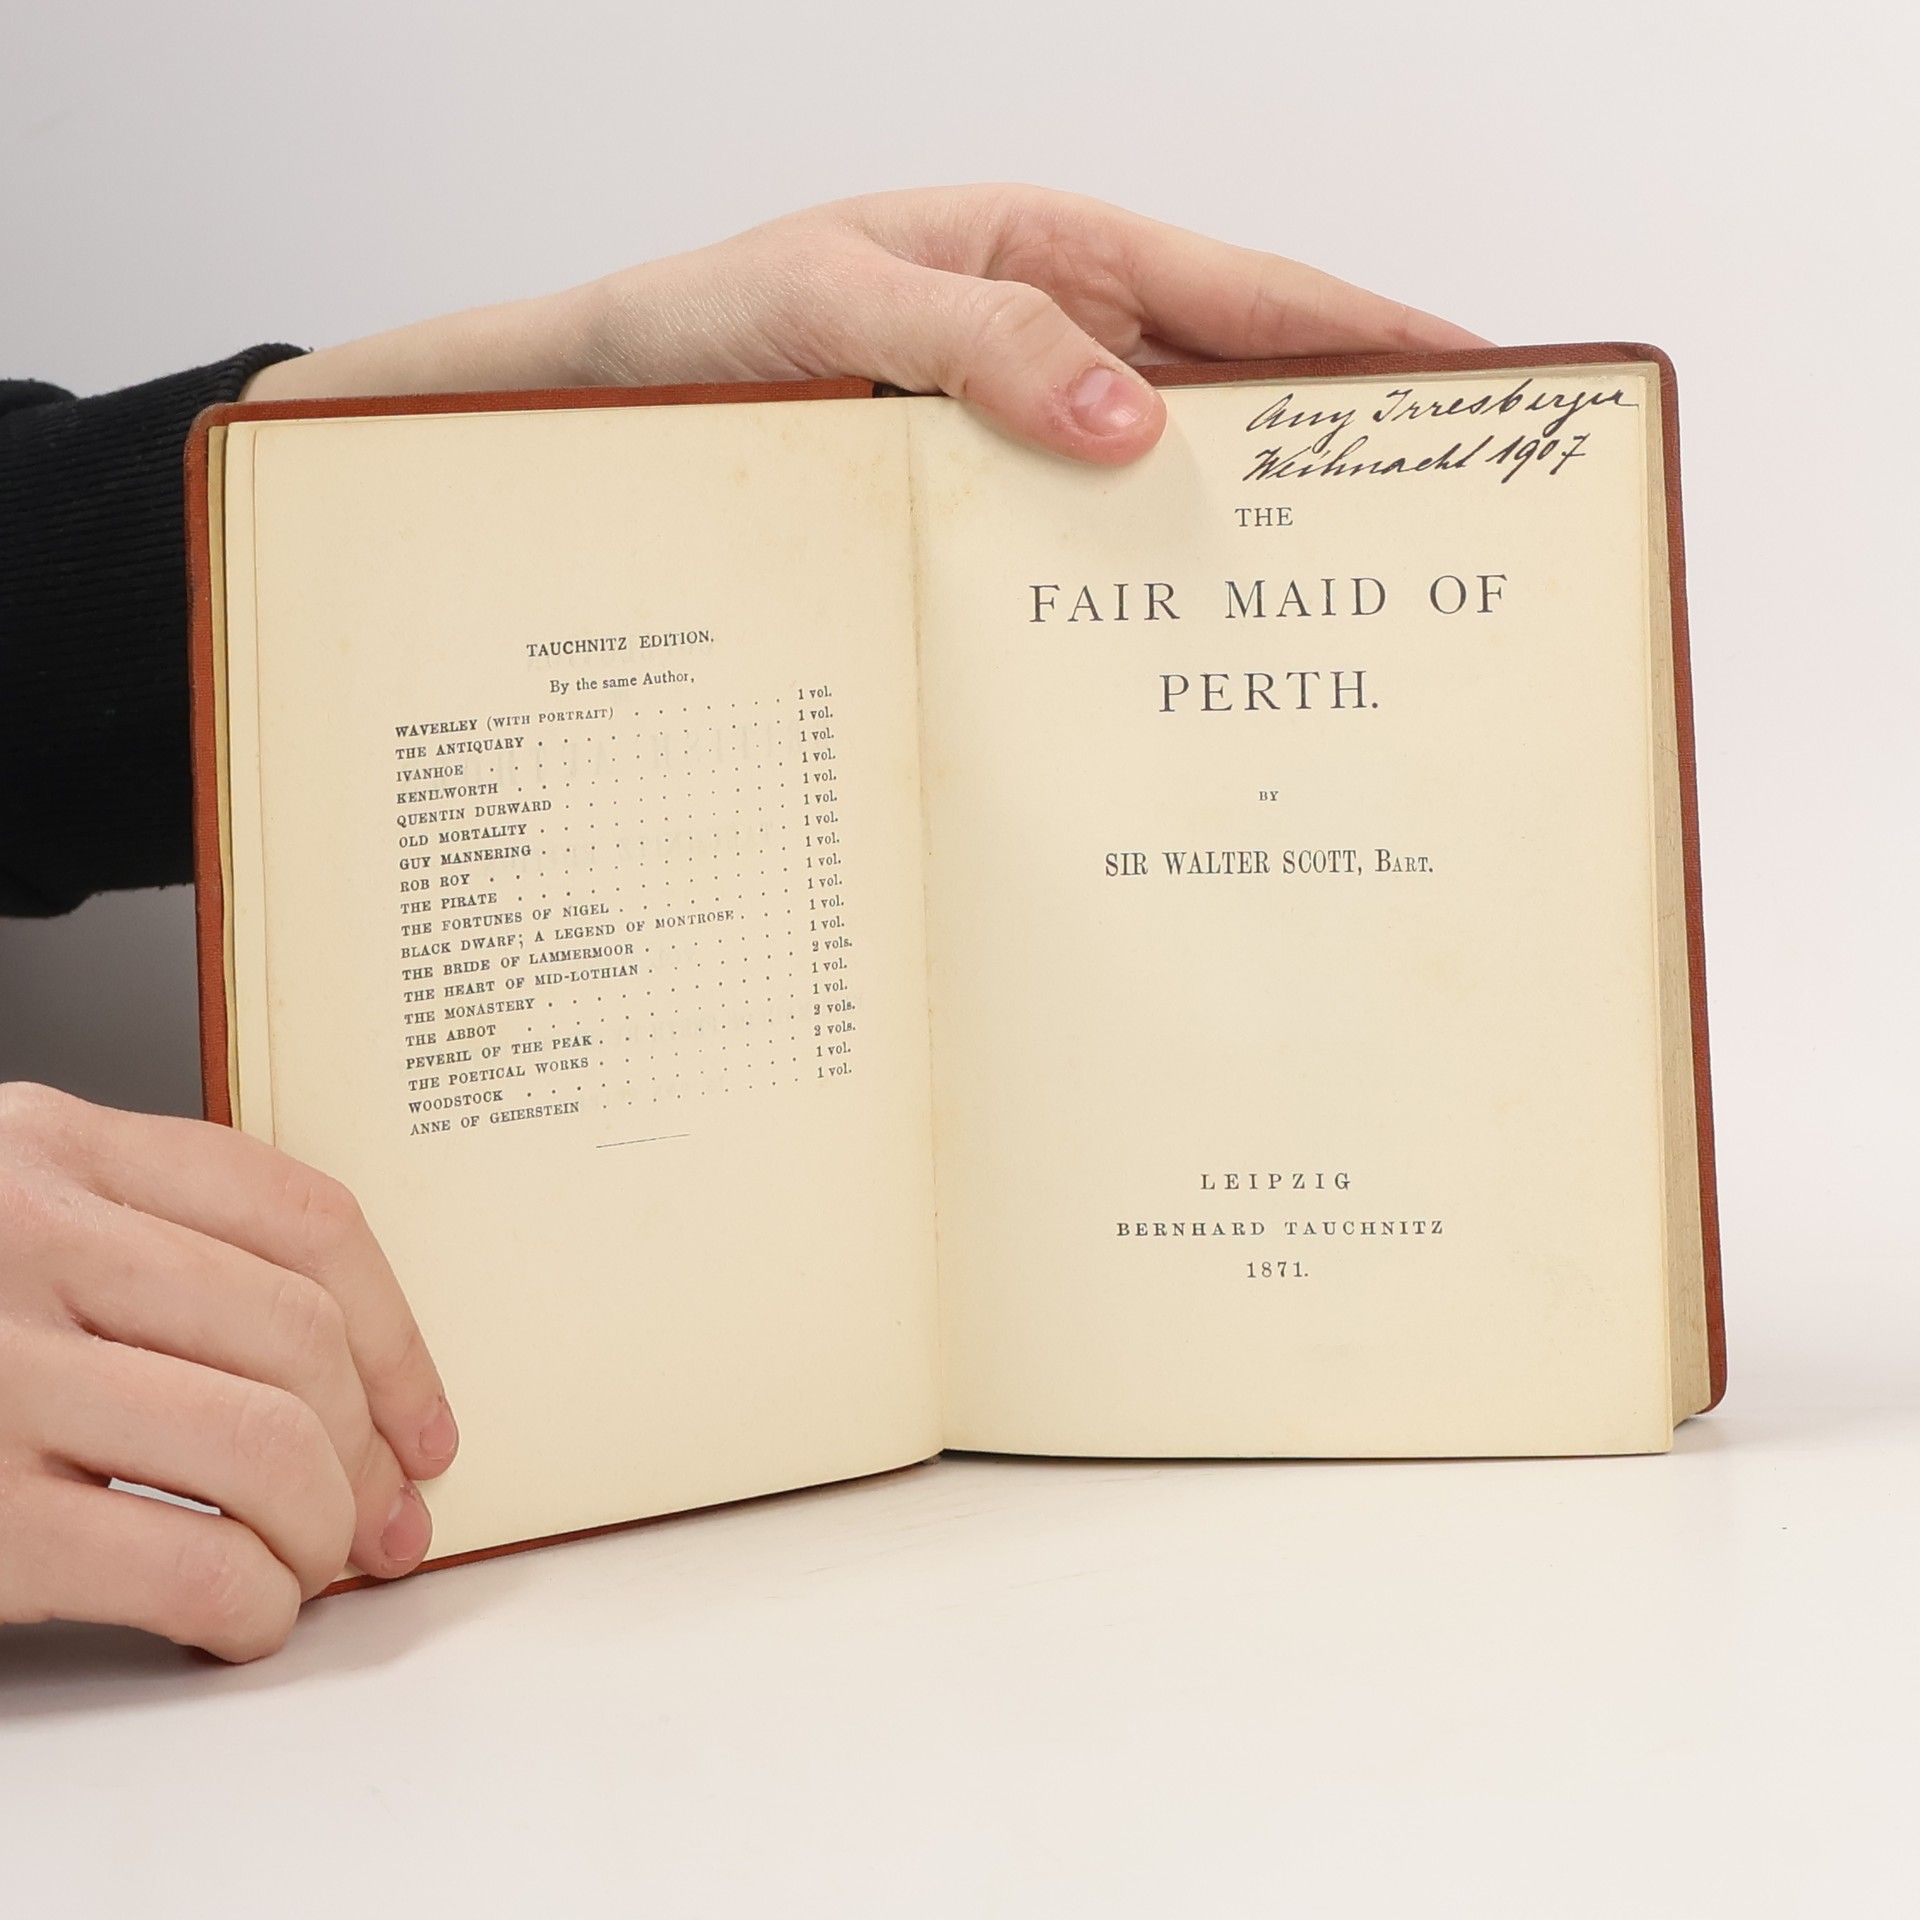 TAUCHNITZ EDITION.
By the same Author,
WAVERLEY (WITH PORTRAIT) . . . . . . . 1 vol.
THE ANTIQUARY . . . . . . . . . . 1 vol.
IVANHOE . . . . . . . . . . . . 1 vol.
KENILWORTH . . . . . . . . . . . 1 vol.
QUENTIN DURWARD . . . . . . . . . 1 vol.
OLD MORTALITY . . . . . . . . . . 1 vol.
GUY MANNERING . . . . . . . . . . 1 vol.
ROB ROY . . . . . . . . . . . . 1 vol.
THE PIRATE . . . . . . . . . . . 1 vol.
THE FORTUNES OF NIGEL . . . . . . . 1 vol.
BLACK DWARF; A LEGEND OF MONTROSE . . . 1 vol.
THE BRIDE OF LAMMERMOOR . . . . . . 1 vol.
THE HEART OF MID-LOTHIAN . . . . . . 2 vols.
THE MONASTERY . . . . . . . . . . 1 vol.
THE ABBOT . . . . . . . . . . . 1 vol.
PEVERIL OF THE PEAK . . . . . . . . 2 vols.
THE POETICAL WORKS . . . . . . . . 2 vols.
WOODSTOCK . . . . . . . . . . . 1 vol.
ANNE OF GEIERSTEIN . . . . . . . . 1 vol.
Amy Irresberger
Weihnacht 1907
THE
FAIR MAID OF
PERTH.
BY
SIR WALTER SCOTT, BART.
LEIPZIG
BERNHARD TAUCHNITZ
1871.